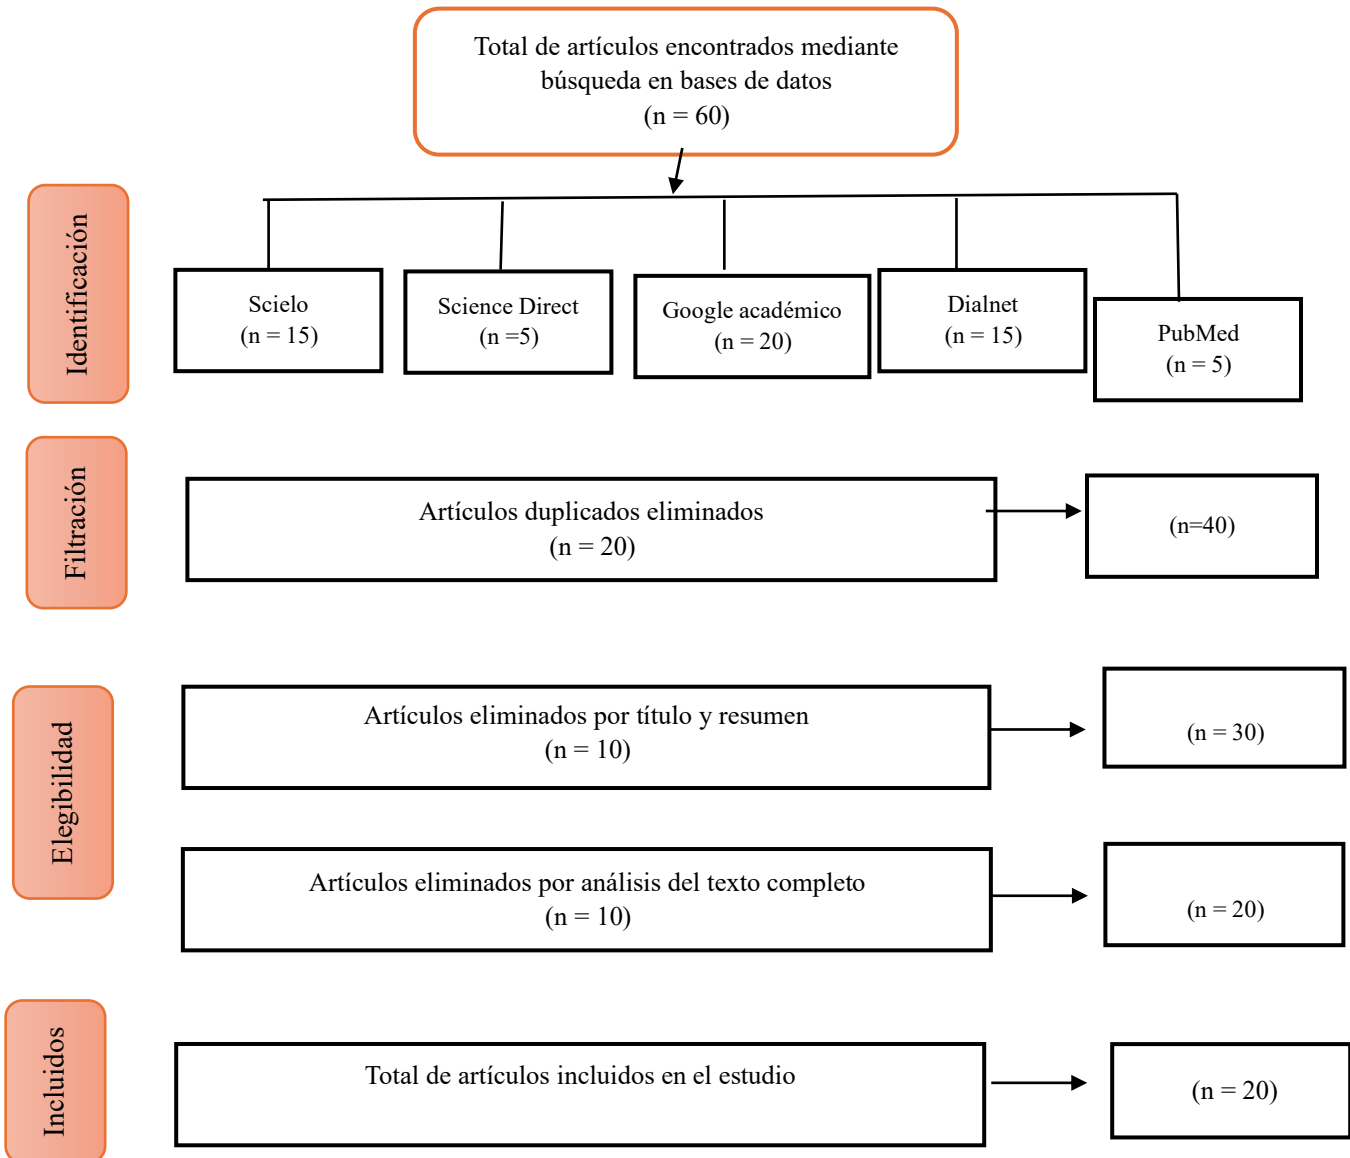 Total de artículos encontrados mediante
búsqueda en bases de datos
(n = 60)
Identificación
Scielo
(n = 15)
Science Direct
(n =5)
Google académico
(n = 20)
Dialnet
(n = 15)
PubMed
(n = 5)
Filtración
Artículos duplicados eliminados
(n = 20)
(n=40)
Elegibilidad
Artículos eliminados por título y resumen
(n = 10)
(n = 30)
Artículos eliminados por análisis del texto completo
(n = 10)
(n = 20)
Incluidos
Total de artículos incluidos en el estudio
(n = 20)